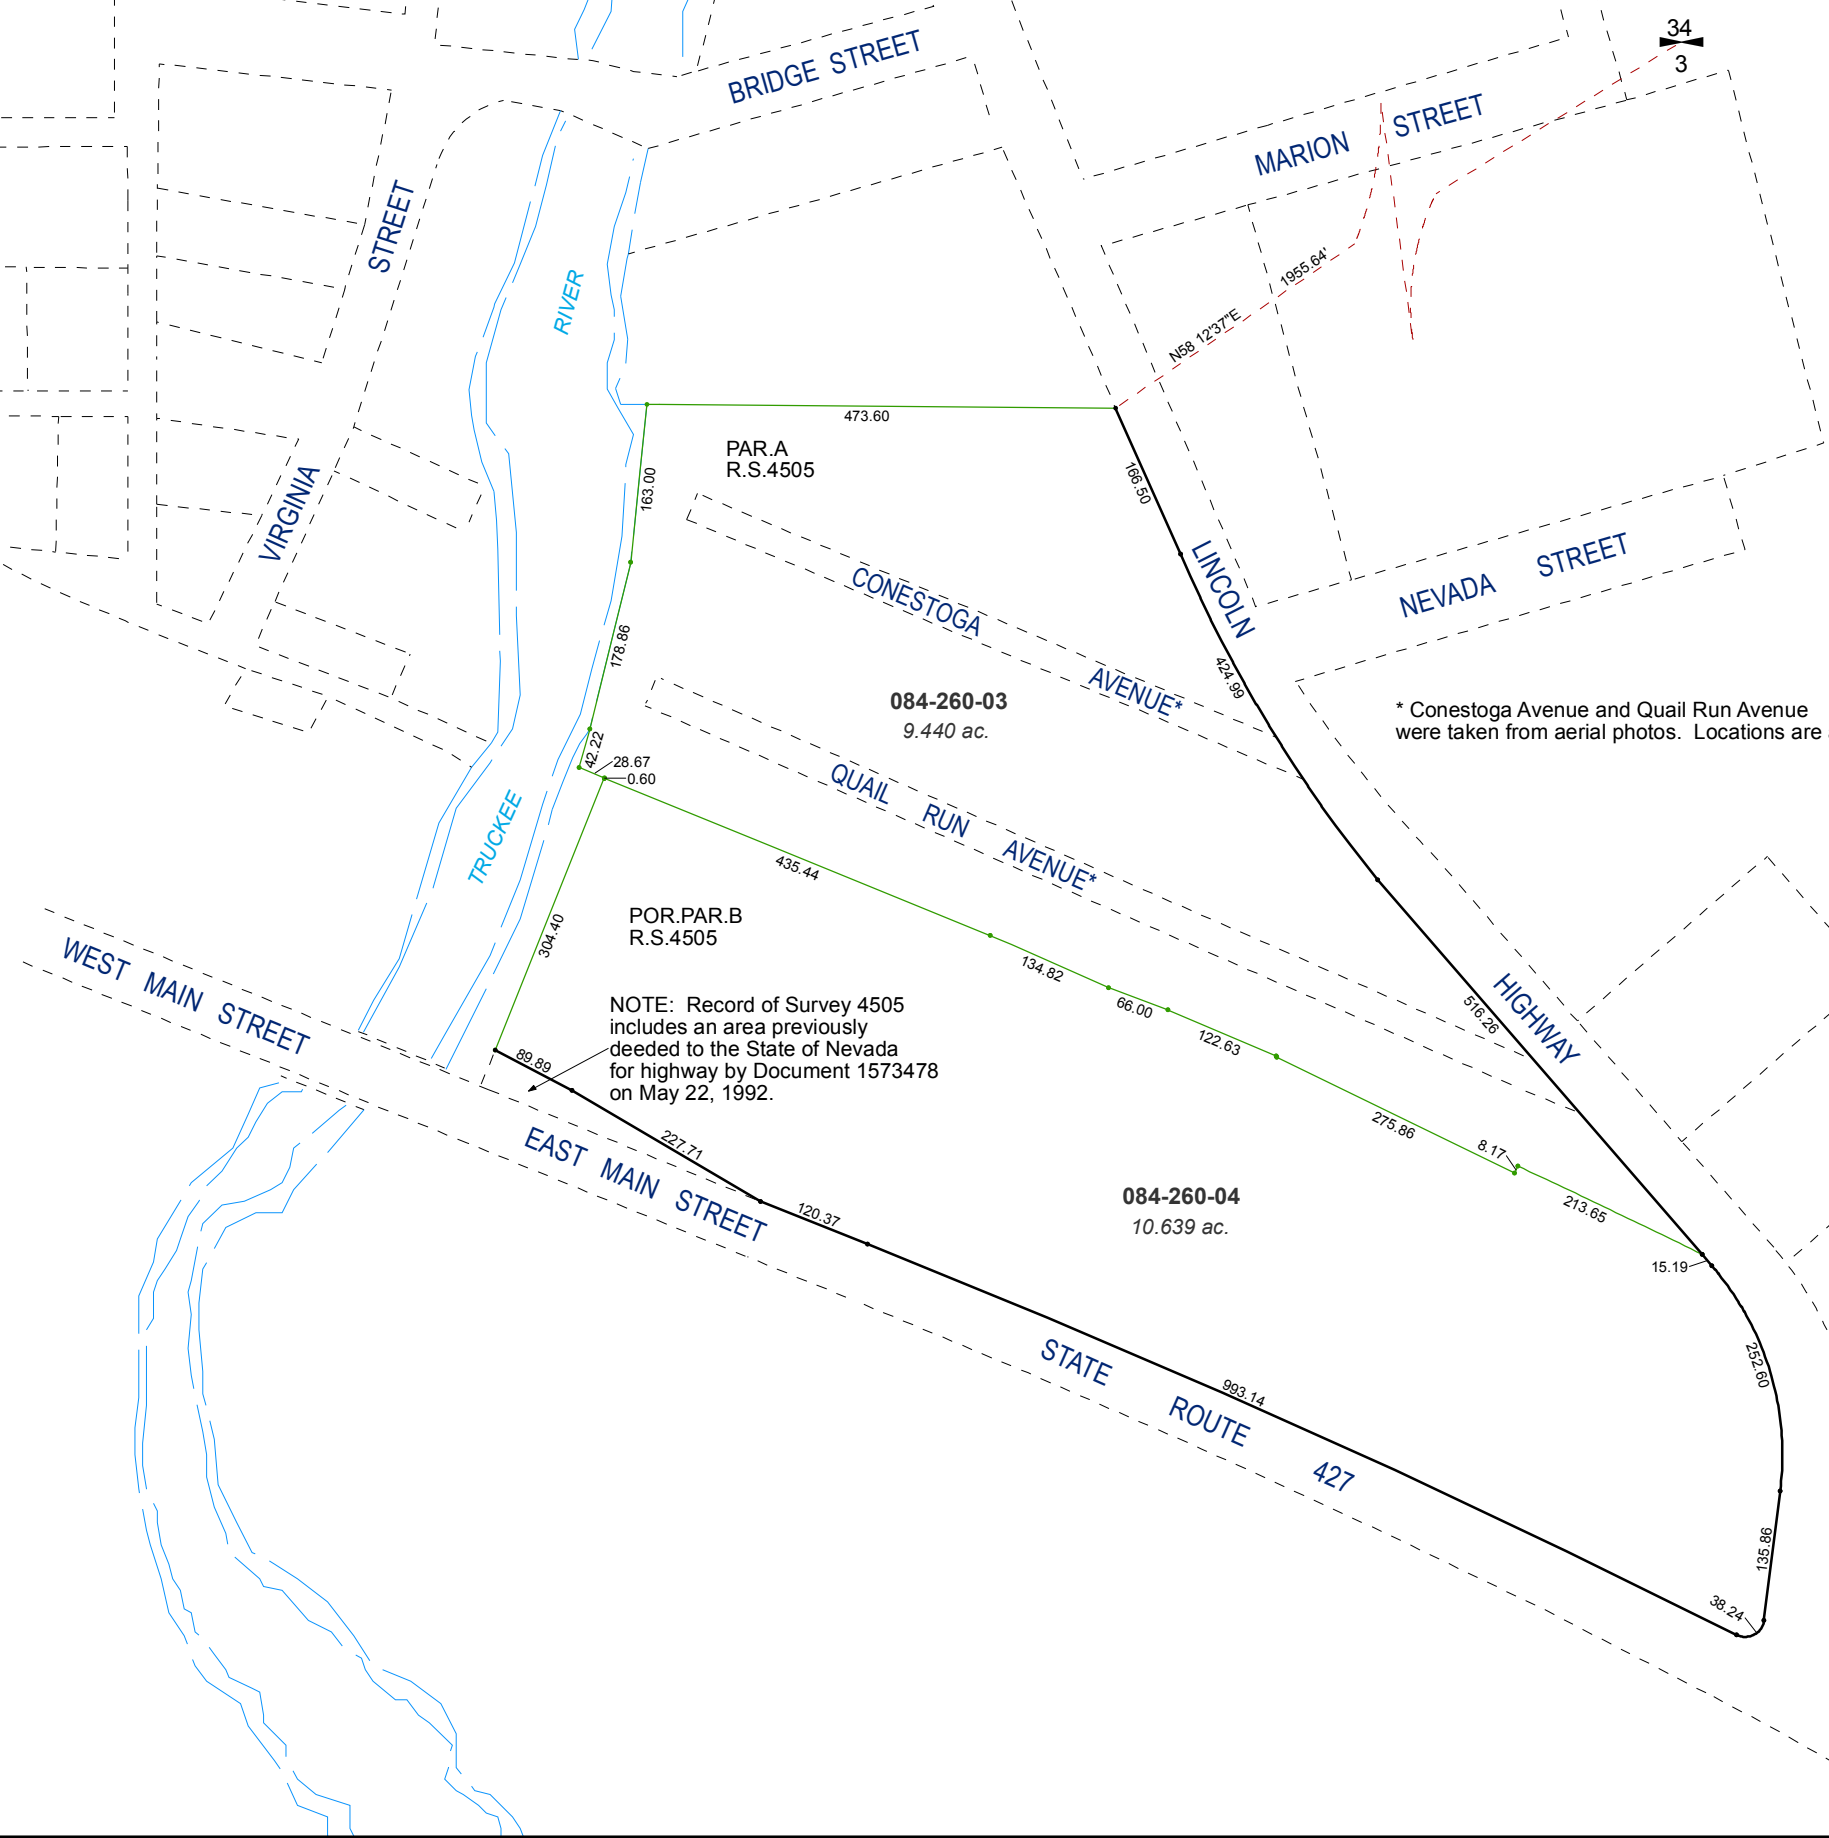 34
3
BRIDGE STREET
MARION STREET
VIRGINIA STREET
RIVER
1955.64'
N58 12'37"E
473.60
PAR.A
R.S.4505
163.00
166.50
LINCOLN
NEVADA STREET
CONESTOGA AVENUE*
178.86
424.99
084-260-03
9.440 ac.
* Conestoga Avenue and Quail Run Avenue
were taken from aerial photos. Locations are
42.22
28.67
0.60
QUAIL RUN AVENUE*
TRUCKEE
435.44
POR.PAR.B
R.S.4505
304.40
134.82
66.00
122.63
516.26
HIGHWAY
WEST MAIN STREET
NOTE: Record of Survey 4505
includes an area previously
deeded to the State of Nevada
for highway by Document 1573478
on May 22, 1992.
89.89
227.71
275.86
8.17
213.65
EAST MAIN STREET
120.37
084-260-04
10.639 ac.
15.19
252.60
993.14
STATE ROUTE 427
135.86
38.24